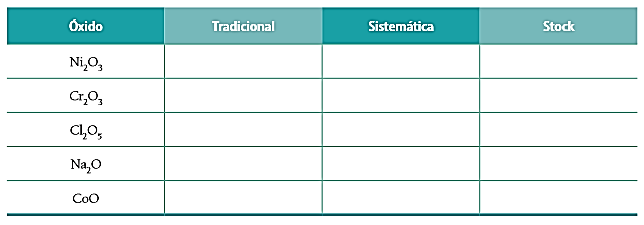 Óxido Tradicional Sistemática Stock
Ni₂O₃
Cr₂O₃
Cl₂O₅
Na₂O
CoO